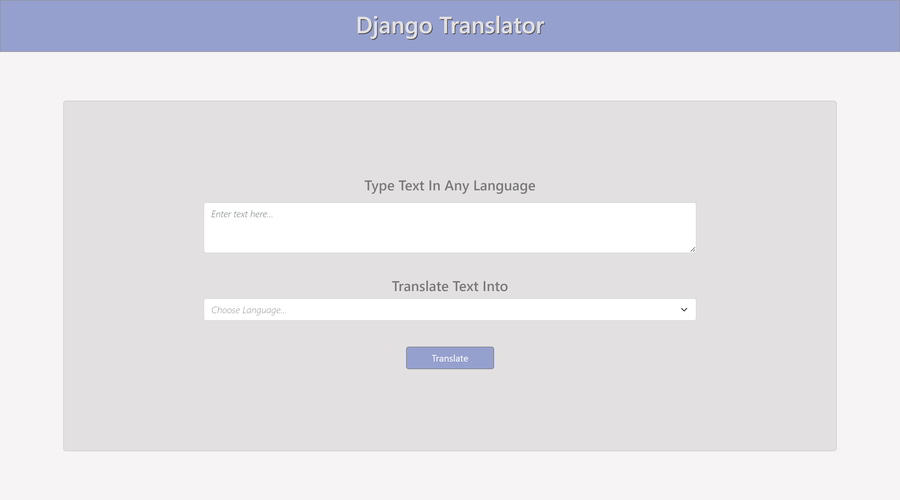 Django Translator
Type Text In Any Language
Enter text here...
Translate Text Into
Choose Language...
Translate